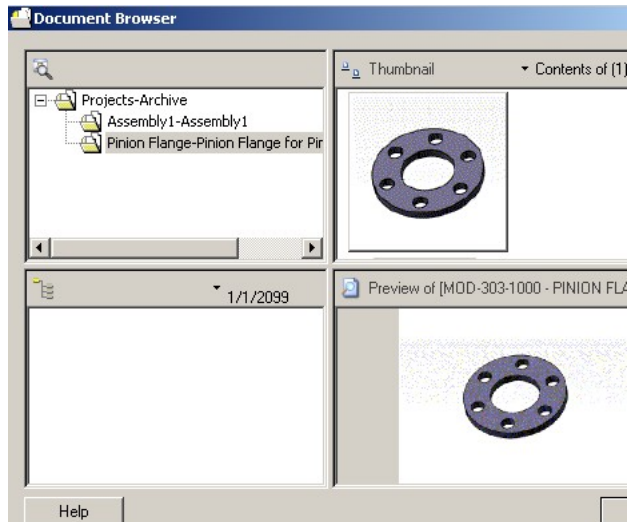 Document Browser
Thumbnail
Contents of (1)
Projects-Archive
Assembly1-Assembly1
Pinion Flange-Pinion Flange for Pir
1/1/2099
Preview of [MOD-303-1000 - PINION FLA
Help